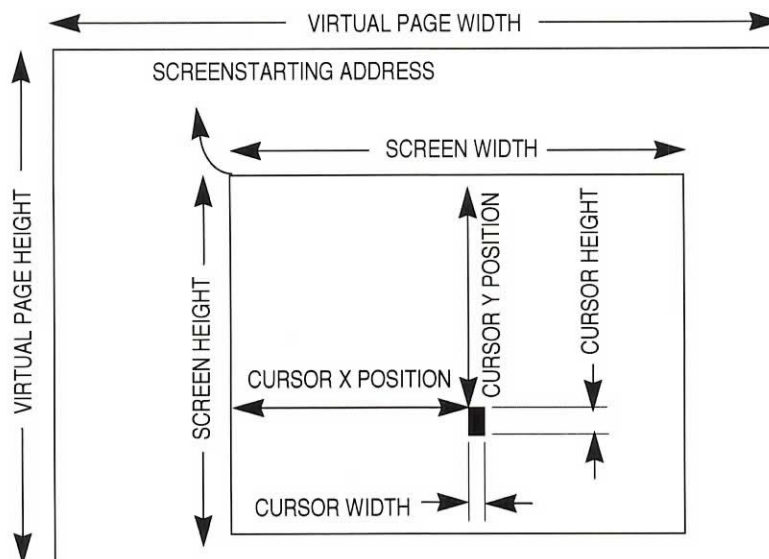 VIRTUAL PAGE WIDTH
SCREENSTARTING ADDRESS
SCREEN WIDTH
VIRTUAL PAGE HEIGHT
SCREEN HEIGHT
CURSOR Y POSITION
CURSOR HEIGHT
CURSOR X POSITION
CURSOR WIDTH